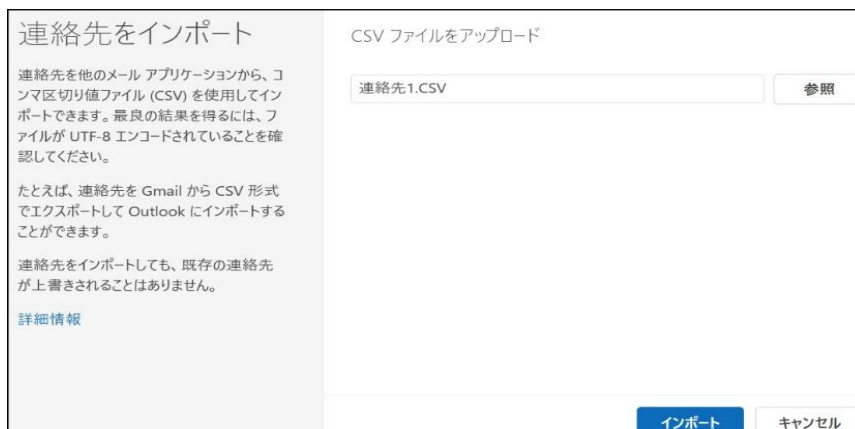 連絡先をインポート
連絡先を他のメール アプリケーションから、コ
ンマ区切り値ファイル (CSV) を使用してイン
ポートできます。最良の結果を得るには、フ
ァイルが UTF-8 エンコードされていることを確
認してください。
たとえば、連絡先を Gmail から CSV 形式
でエクスポートして Outlook にインポートする
ことができます。
連絡先をインポートしても、既存の連絡先
が上書きされることはありません。
詳細情報
CSV ファイルをアップロード
連絡先1.CSV
参照
インポート
キャンセル